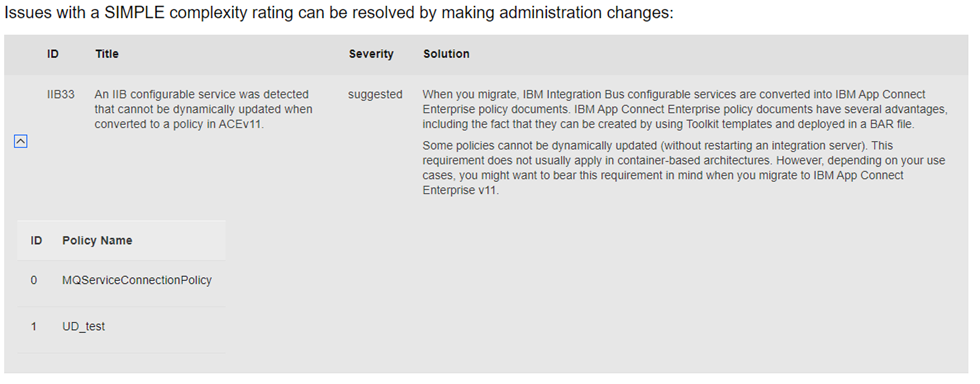 Issues with a SIMPLE complexity rating can be resolved by making administration changes:
ID Title Severity Solution
IIB33 An IIB configurable service was detected that cannot be dynamically updated when converted to a policy in ACEv11. suggested When you migrate, IBM Integration Bus configurable services are converted into IBM App Connect
Enterprise policy documents. IBM App Connect Enterprise policy documents have several advantages,
including the fact that they can be created by using Toolkit templates and deployed in a BAR file.
Some policies cannot be dynamically updated (without restarting an integration server). This
requirement does not usually apply in container-based architectures. However, depending on your use
cases, you might want to bear this requirement in mind when you migrate to IBM App Connect
Enterprise v11.
ID Policy Name
0 MQServiceConnectionPolicy
1 UD_test